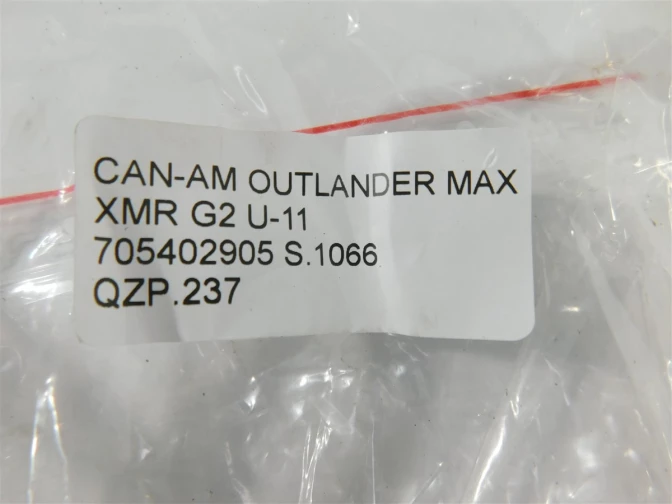 CAN-AM OUTLANDER MAX
XMR G2 U-11
705402905 S.1066
QZP.237